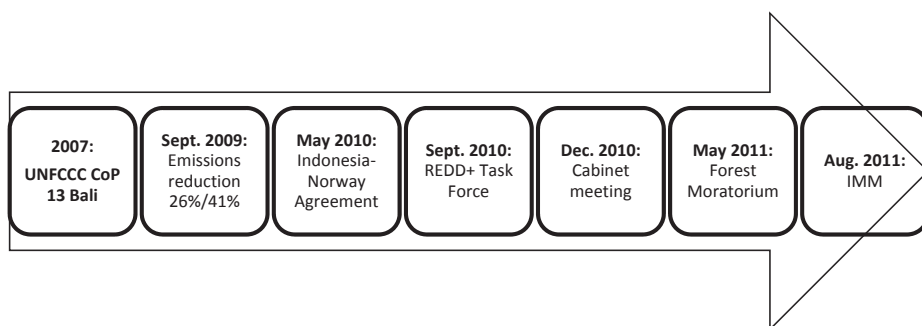 2007:
UNFCCC CoP
13 Bali
Sept. 2009:
Emissions
reduction
26%/41%
May 2010:
Indonesia-
Norway
Agreement
Sept. 2010:
REDD+ Task
Force
Dec. 2010:
Cabinet
meeting
May 2011:
Forest
Moratorium
Aug. 2011:
IMM